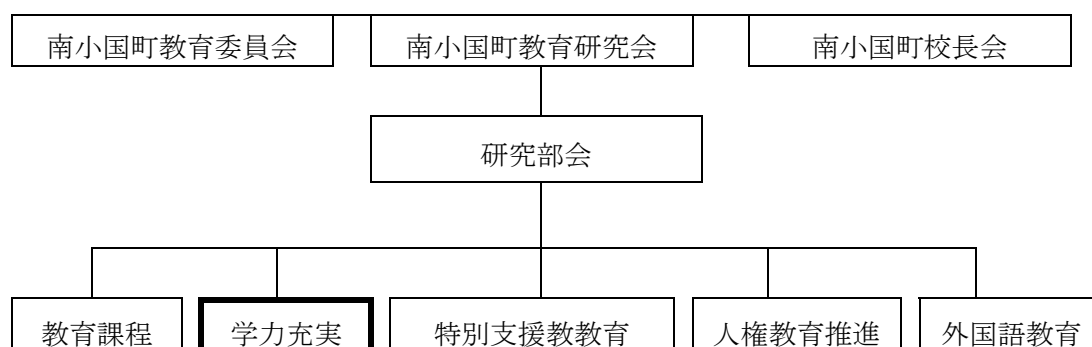 南小国町教育委員会 南小国町教育研究会 南小国町校長会
研究部会
教育課程 学力充実 特別支援教教育 人権教育推進 外国語教育